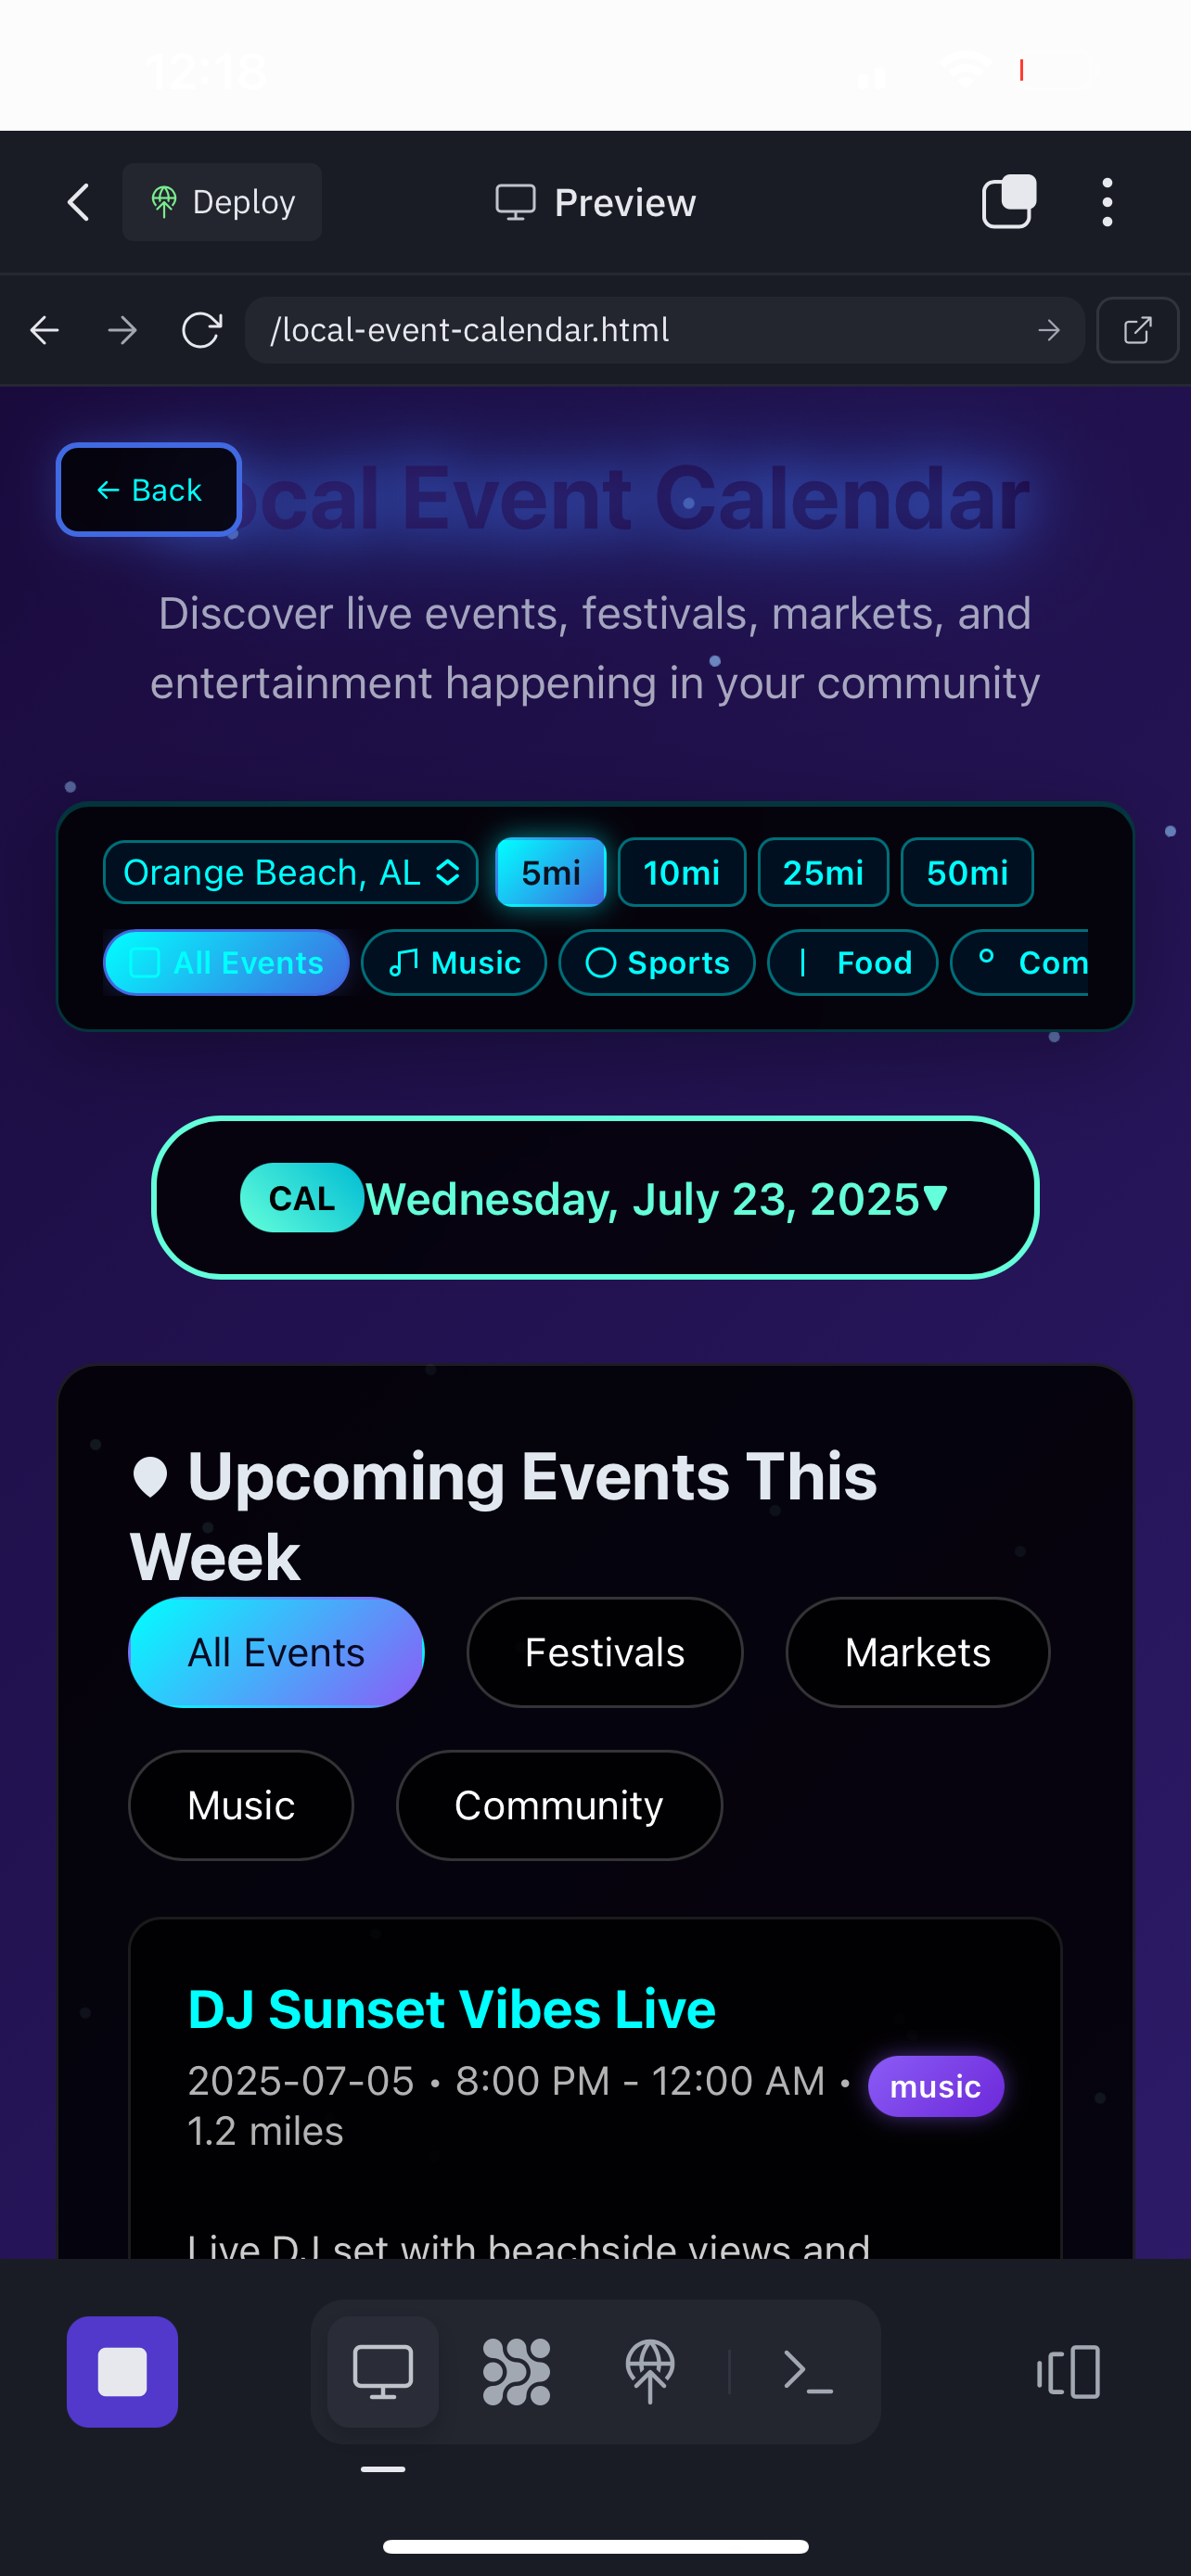 12:18
Deploy
Preview
/local-event-calendar.html
← Back
ocal Event Calendar
Discover live events, festivals, markets, and
entertainment happening in your community
Orange Beach, AL 5mi 10mi 25mi 50mi
All Events Music Sports Food Com
CAL Wednesday, July 23, 2025▼
Upcoming Events This
Week
All Events Festivals Markets
Music Community
DJ Sunset Vibes Live
2025-07-05 • 8:00 PM - 12:00 AM •
1.2 miles
music
Live DJ set with beachside views and